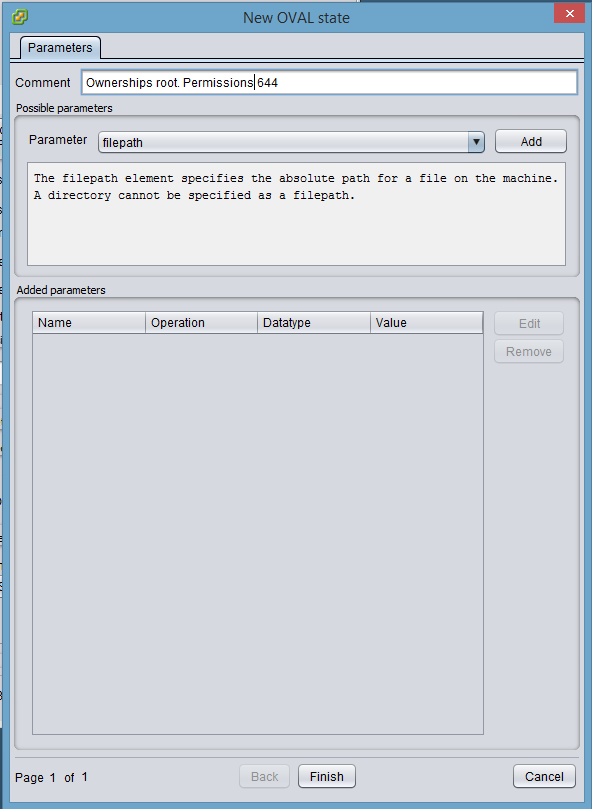 New OVAL state
Parameters
Comment Ownerships root. Permissions 644
Possible parameters
Parameter filepath Add
The filepath element specifies the absolute path for a file on the machine.
A directory cannot be specified as a filepath.
Added parameters
Name Operation Datatype Value Edit
Remove
Page 1 of 1 Back Finish Cancel